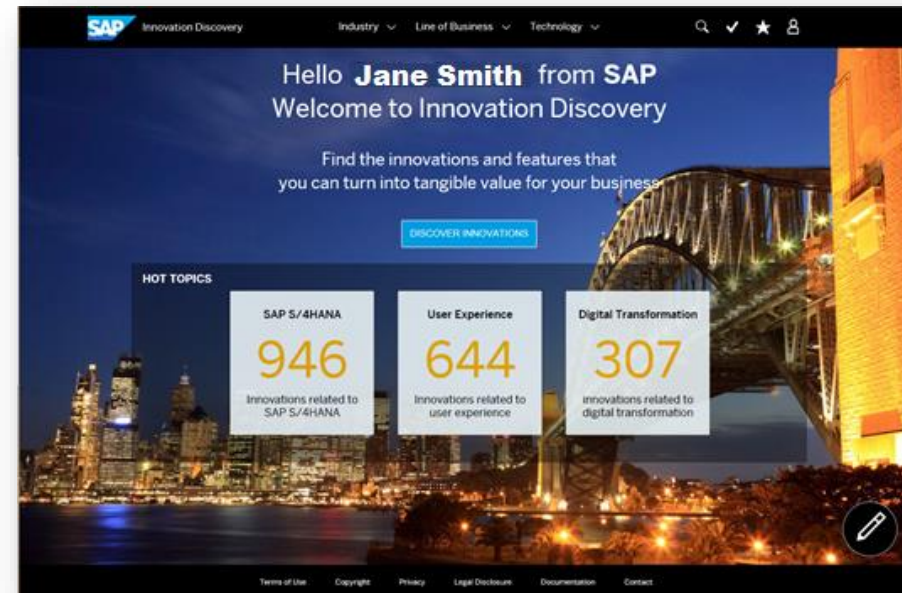 SAP Innovation Discovery Industry Line of Business Technology
Hello Jane Smith from SAP
Welcome to Innovation Discovery
Find the innovations and features that
you can turn into tangible value for your business
DISCOVER INNOVATIONS
HOT TOPICS
SAP S/4HANA
946
Innovations related to
SAP S/4HANA
User Experience
644
Innovations related to
user experience
Digital Transformation
307
innovations related to
digital transformation
Terms of Use Copyright Privacy Legal Disclosure Documentation Contact